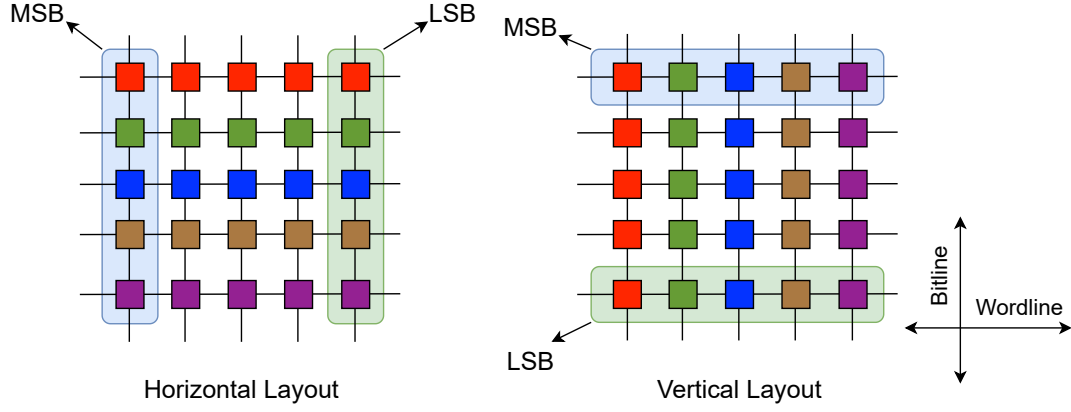 MSB
LSB
MSB
LSB
Bitline
Wordline
Horizontal Layout
Vertical Layout